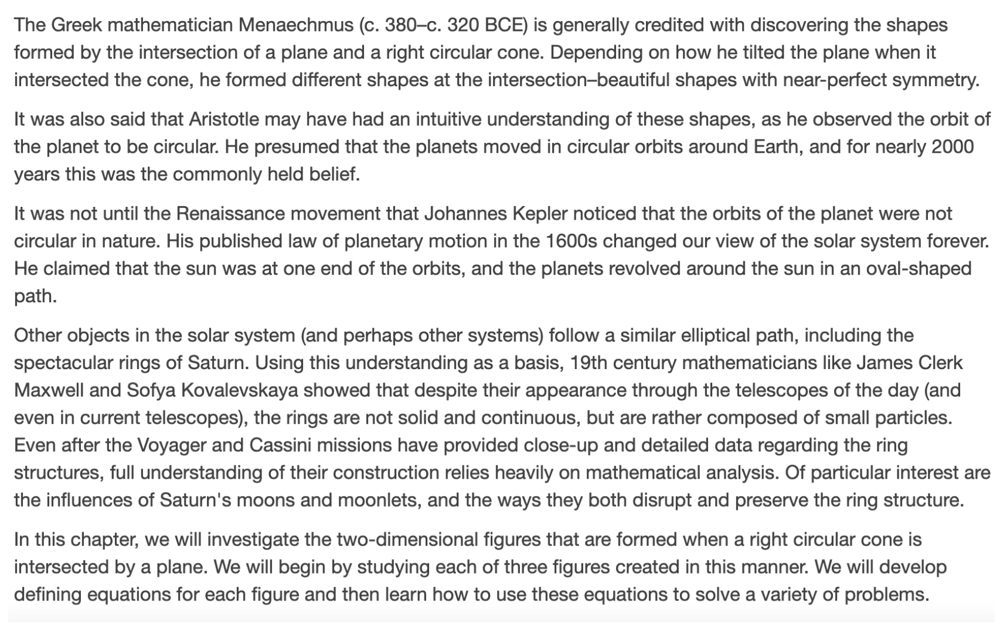 The Greek mathematician Menaechmus (c. 380–c. 320 BCE) is generally credited with discovering the shapes
formed by the intersection of a plane and a right circular cone. Depending on how he tilted the plane when it
intersected the cone, he formed different shapes at the intersection–beautiful shapes with near-perfect symmetry.
It was also said that Aristotle may have had an intuitive understanding of these shapes, as he observed the orbit of
the planet to be circular. He presumed that the planets moved in circular orbits around Earth, and for nearly 2000
years this was the commonly held belief.
It was not until the Renaissance movement that Johannes Kepler noticed that the orbits of the planet were not
circular in nature. His published law of planetary motion in the 1600s changed our view of the solar system forever.
He claimed that the sun was at one end of the orbits, and the planets revolved around the sun in an oval-shaped
path.
Other objects in the solar system (and perhaps other systems) follow a similar elliptical path, including the
spectacular rings of Saturn. Using this understanding as a basis, 19th century mathematicians like James Clerk
Maxwell and Sofya Kovalevskaya showed that despite their appearance through the telescopes of the day (and
even in current telescopes), the rings are not solid and continuous, but are rather composed of small particles.
Even after the Voyager and Cassini missions have provided close-up and detailed data regarding the ring
structures, full understanding of their construction relies heavily on mathematical analysis. Of particular interest are
the influences of Saturn's moons and moonlets, and the ways they both disrupt and preserve the ring structure.
In this chapter, we will investigate the two-dimensional figures that are formed when a right circular cone is
intersected by a plane. We will begin by studying each of three figures created in this manner. We will develop
defining equations for each figure and then learn how to use these equations to solve a variety of problems.